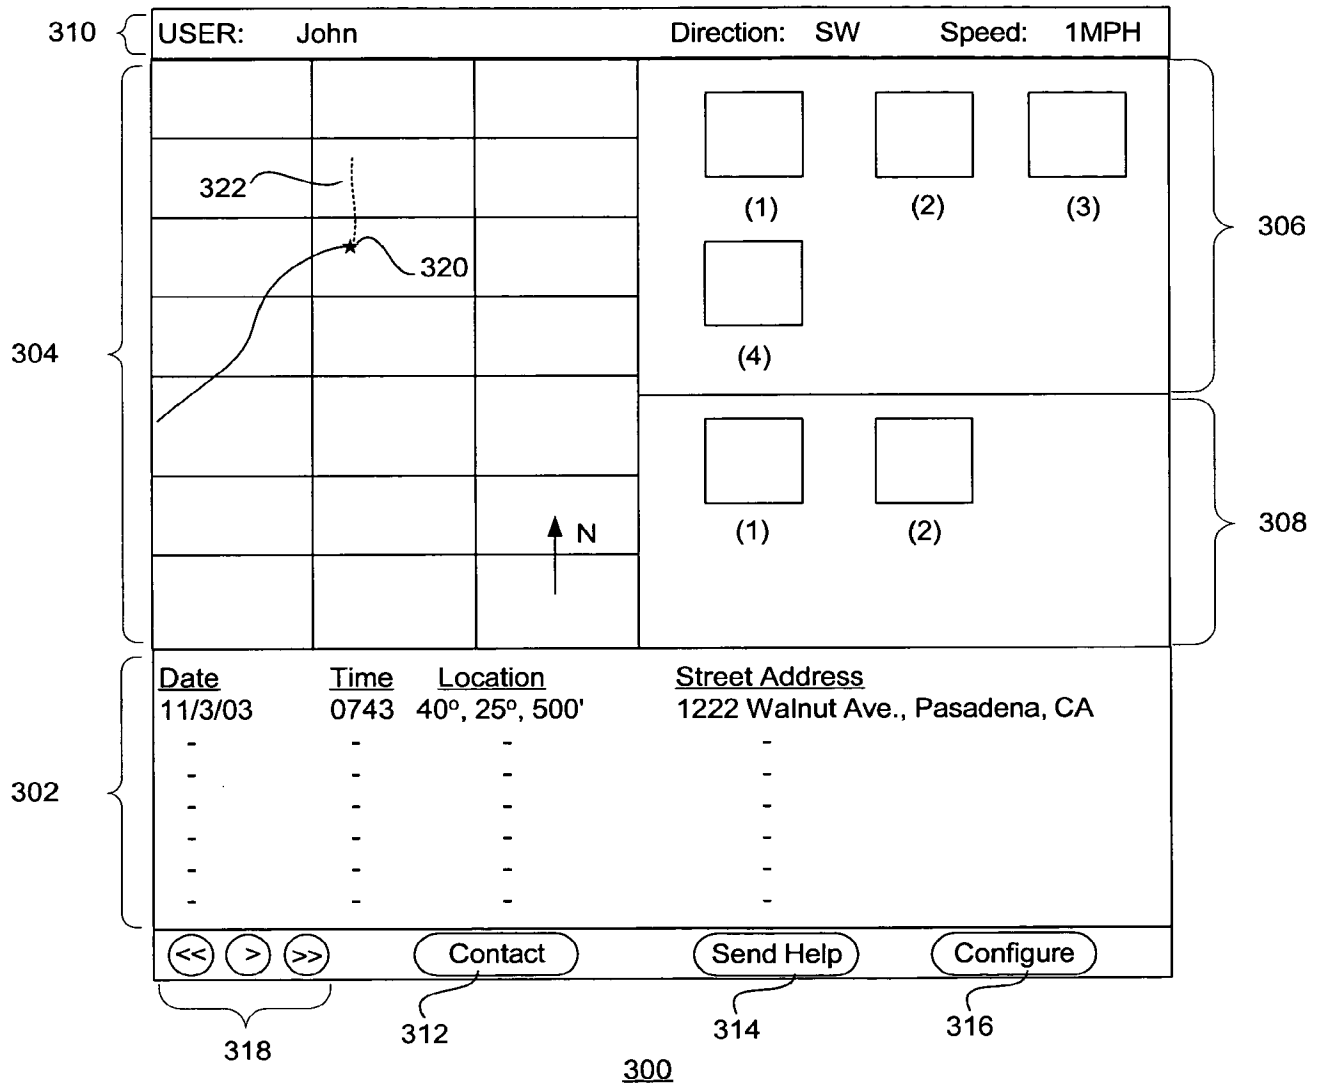 310 USER: John Direction: SW Speed: 1MPH
322
320
(1) (2) (3)
306
(4)
304
(1) (2)
308
N
Date Time Location Street Address
11/3/03 0743 40º, 25º, 500' 1222 Walnut Ave., Pasadena, CA
- - - -
- - - -
302
- - - -
- - - -
- - - -
- - - -
<< > >> Contact Send Help Configure
318 312 314 316
300